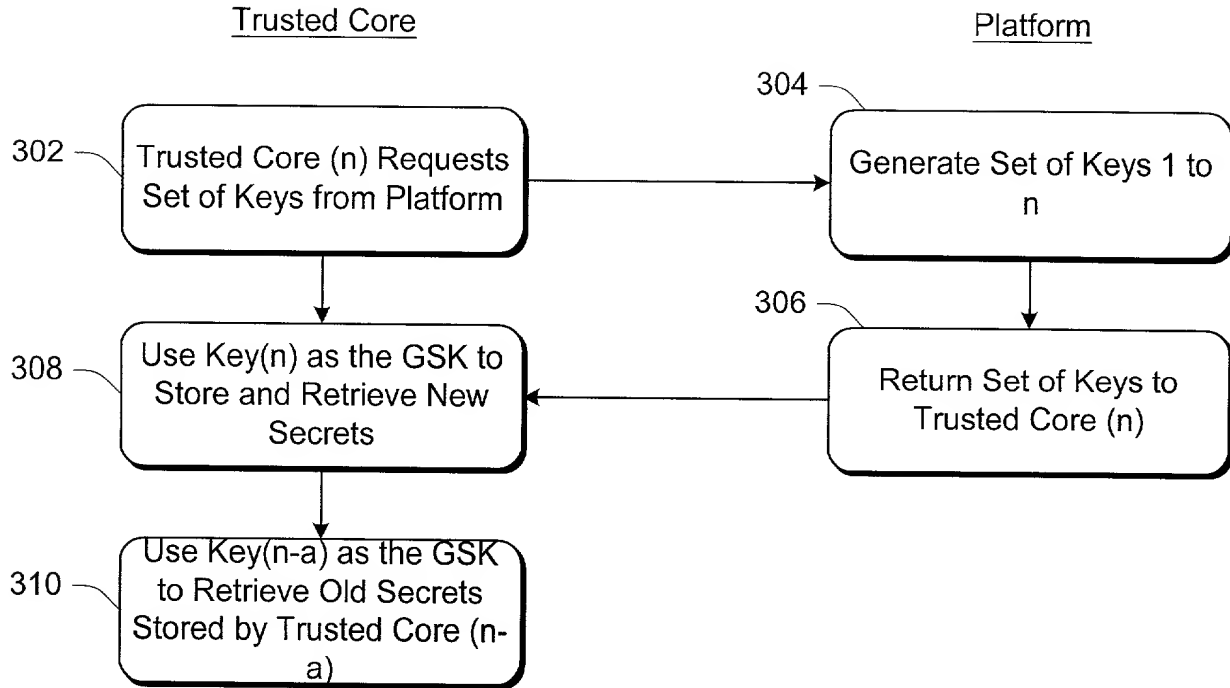 Trusted Core
Platform
302
Trusted Core (n) Requests
Set of Keys from Platform
304
Generate Set of Keys 1 to
n
306
Return Set of Keys to
Trusted Core (n)
308
Use Key(n) as the GSK to
Store and Retrieve New
Secrets
310
Use Key(n-a) as the GSK
to Retrieve Old Secrets
Stored by Trusted Core (n-
a)